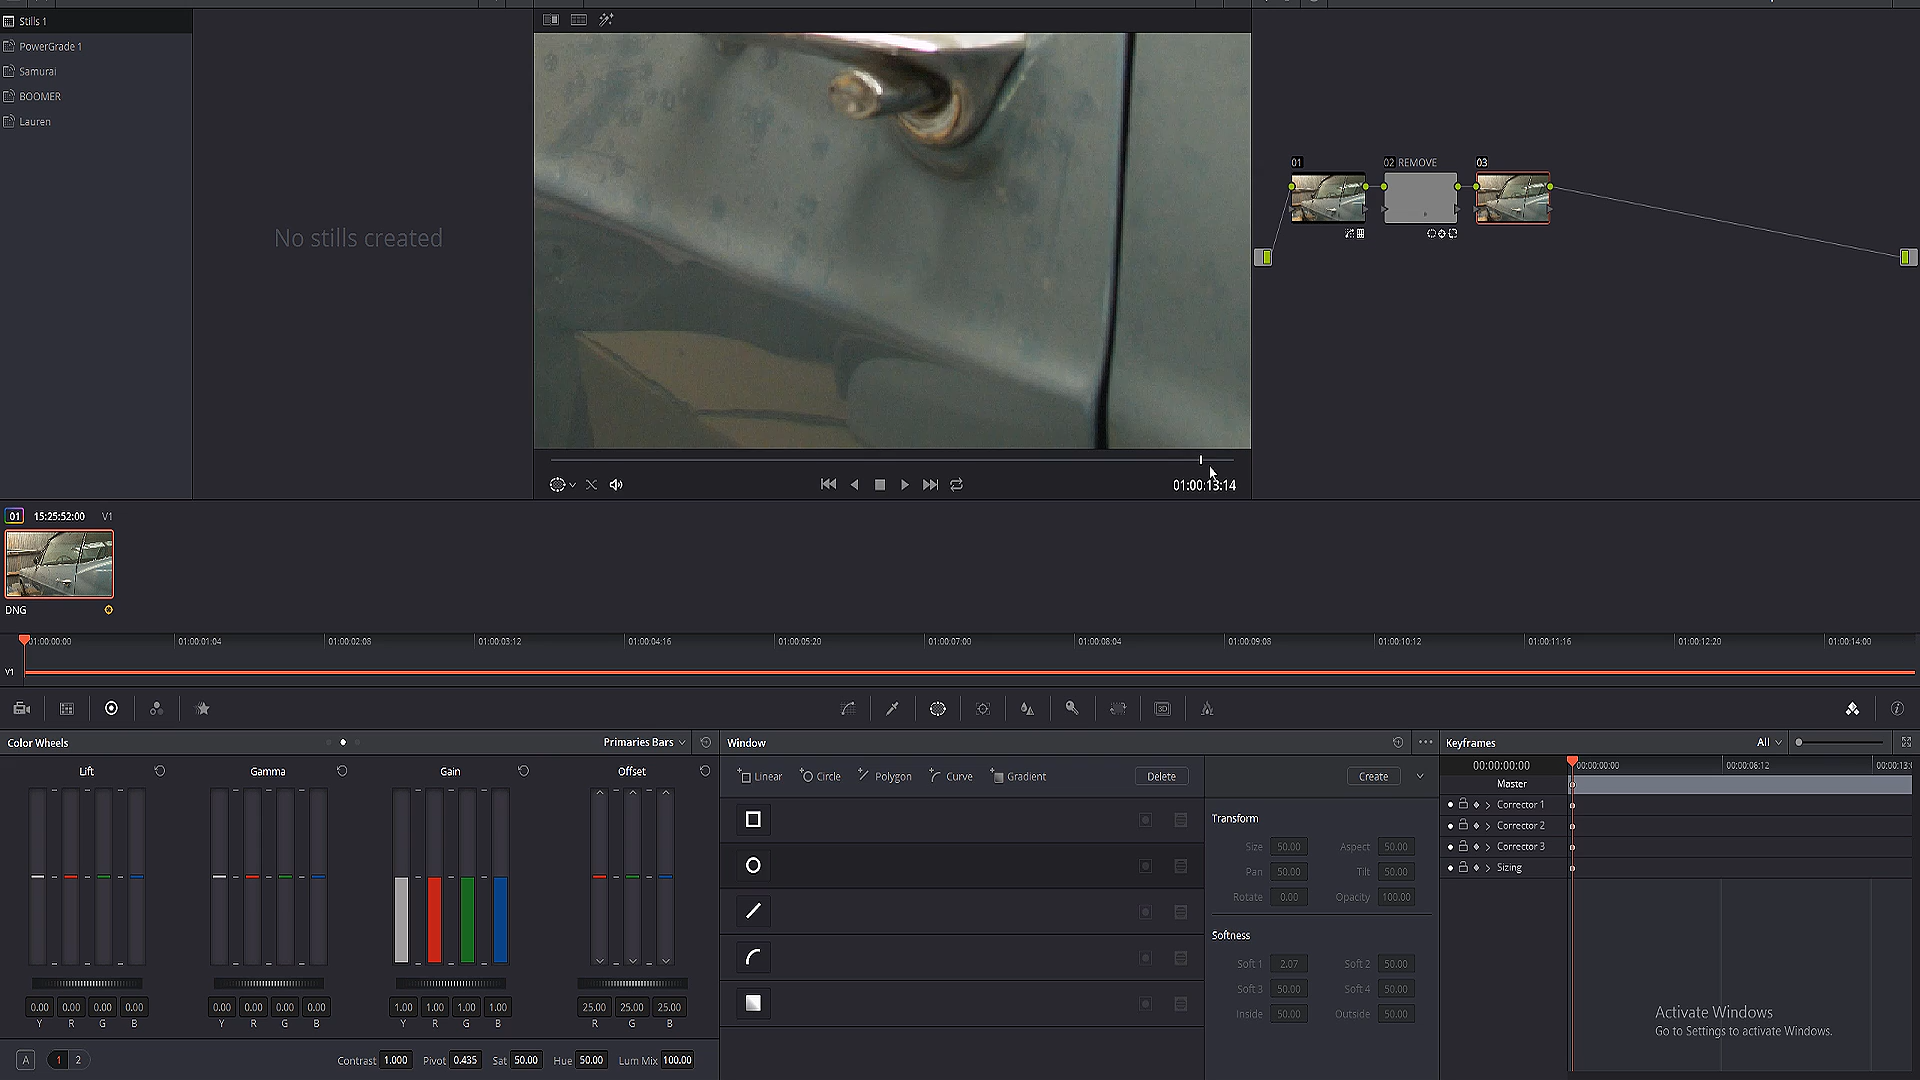 Stills 1
PowerGrade 1
Samurai
BOOMER
Lauren
No stills created
01
02 REMOVE
03
01:00:13:14
01 15:25:52:00 V1
DNG
01:00:00:00 01:00:01:04 01:00:02:08 01:00:03:12 01:00:04:16 01:00:05:20 01:00:07:00 01:00:08:04 01:00:09:08 01:00:10:12 01:00:11:16 01:00:12:20 01:00:14:00
V1
3D
Color Wheels
Primaries Bars
Lift Gamma Gain Offset
0.00 0.00 0.00 0.00 0.00 0.00 0.00 0.00 1.00 1.00 1.00 1.00 25.00 25.00 25.00
Y R G B Y R G B Y R G B R G B
A 1 2 Contrast 1.000 Pivot 0.435 Sat 50.00 Hue 50.00 Lum Mix 100.00
Window
Linear Circle Polygon Curve Gradient Delete
Create
Transform
Size 50.00 Aspect 50.00
Pan 50.00 Tilt 50.00
Rotate 0.00 Opacity 100.00
Softness
Soft 1 2.07 Soft 2 50.00
Soft 3 50.00 Soft 4 50.00
Inside 50.00 Outside 50.00
Keyframes
All
00:00:00:00 00:00:00:00 00:00:06:12
Master
Corrector 1
Corrector 2
Corrector 3
Sizing
Activate Windows
Go to Settings to activate Windows.